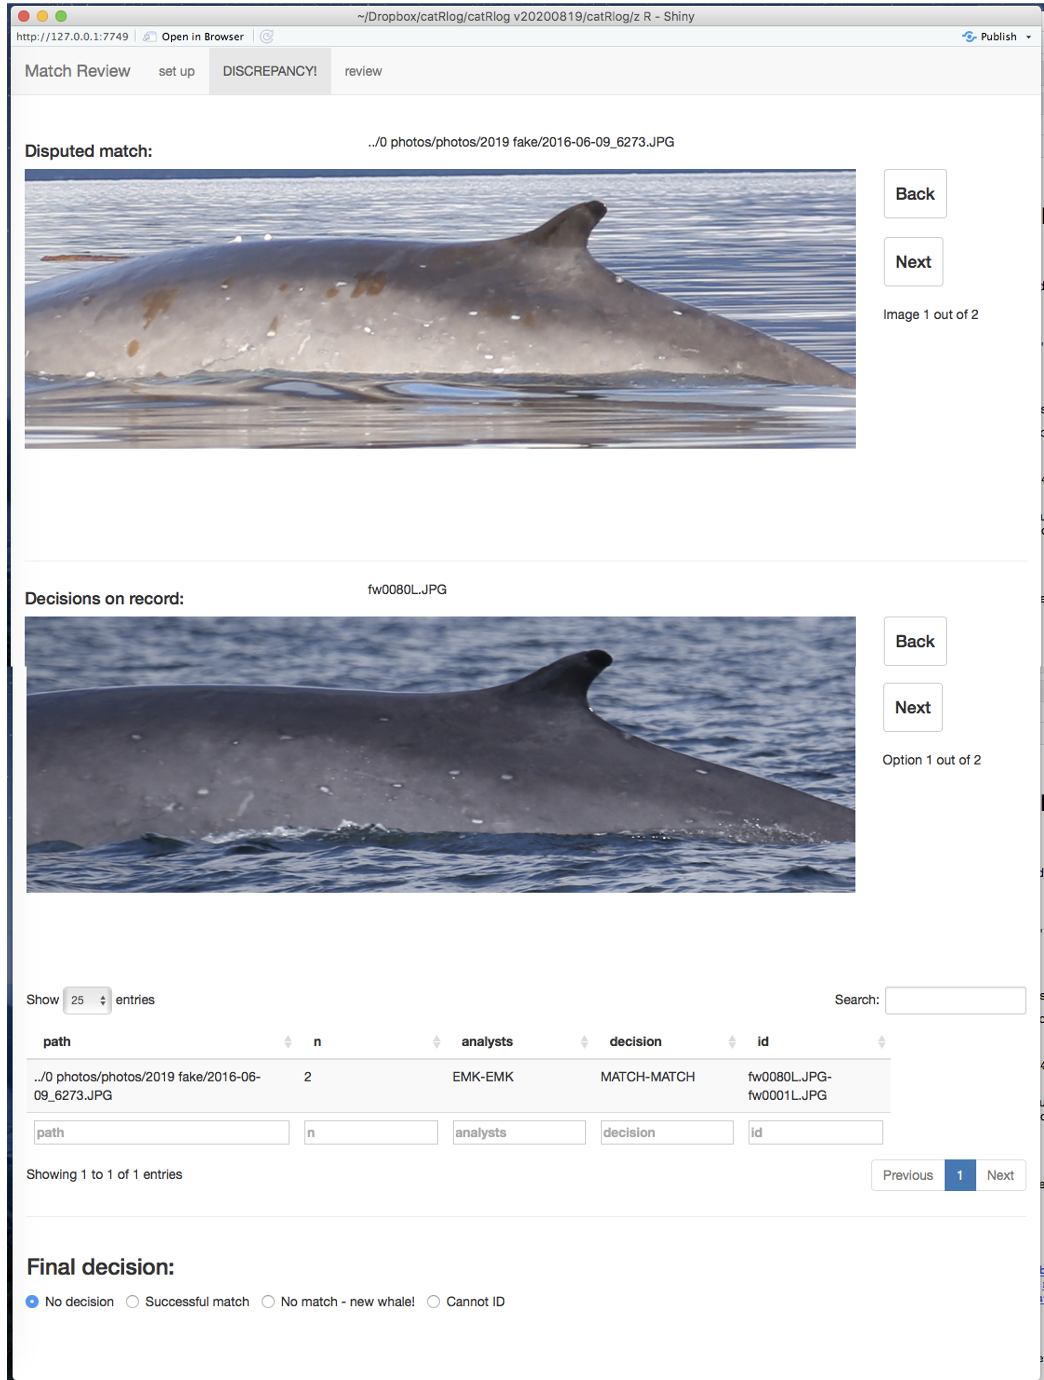 ~/Dropbox/catRlog/catRlog v20200819/catRlog/z R - Shiny
http://127.0.0.1:7749 Open in Browser Publish
Match Review set up DISCREPANCY! review
../0 photos/photos/2019 fake/2016-06-09_6273.JPG
Disputed match:
Back
Next
Image 1 out of 2
fw0080L.JPG
Decisions on record:
Back
Next
Option 1 out of 2
Show 25 entries Search:
path n analysts decision id
../0 photos/photos/2019 fake/2016-06- 2 EMK-EMK MATCH-MATCH fw0080L.JPG-
09_6273.JPG fw0001L.JPG
path n analysts decision id
Showing 1 to 1 of 1 entries Previous 1 Next
Final decision:
No decision Successful match No match - new whale! Cannot ID